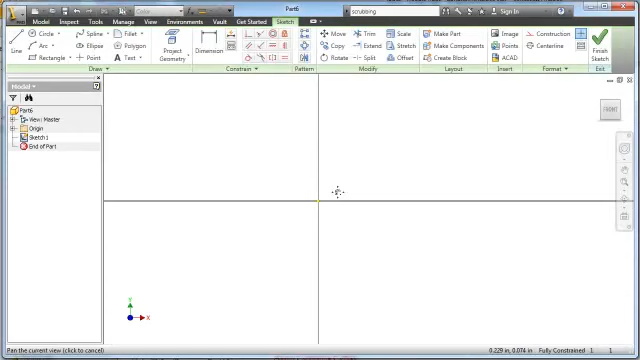 Color
Part6
scrubbing
Sign In
Model Inspect Tools Manage View Environments Vault Get Started Sketch
Circle Spline Fillet Move Trim Scale Make Part Image Construction
Line Arc Ellipse Polygon Project Geometry Dimension Copy Extend Stretch Make Components Points Centerline Finish Sketch
Rectangle Point Text Rotate Split Offset Create Block ACAD
Draw Constrain Pattern Modify Layout Insert Format Exit
Model
Part6
View: Master
Origin
Sketch1
End of Part
FRONT
Y
X
Pan the current view (click to cancel)
0.229 in, 0.074 in Fully Constrained 1 1